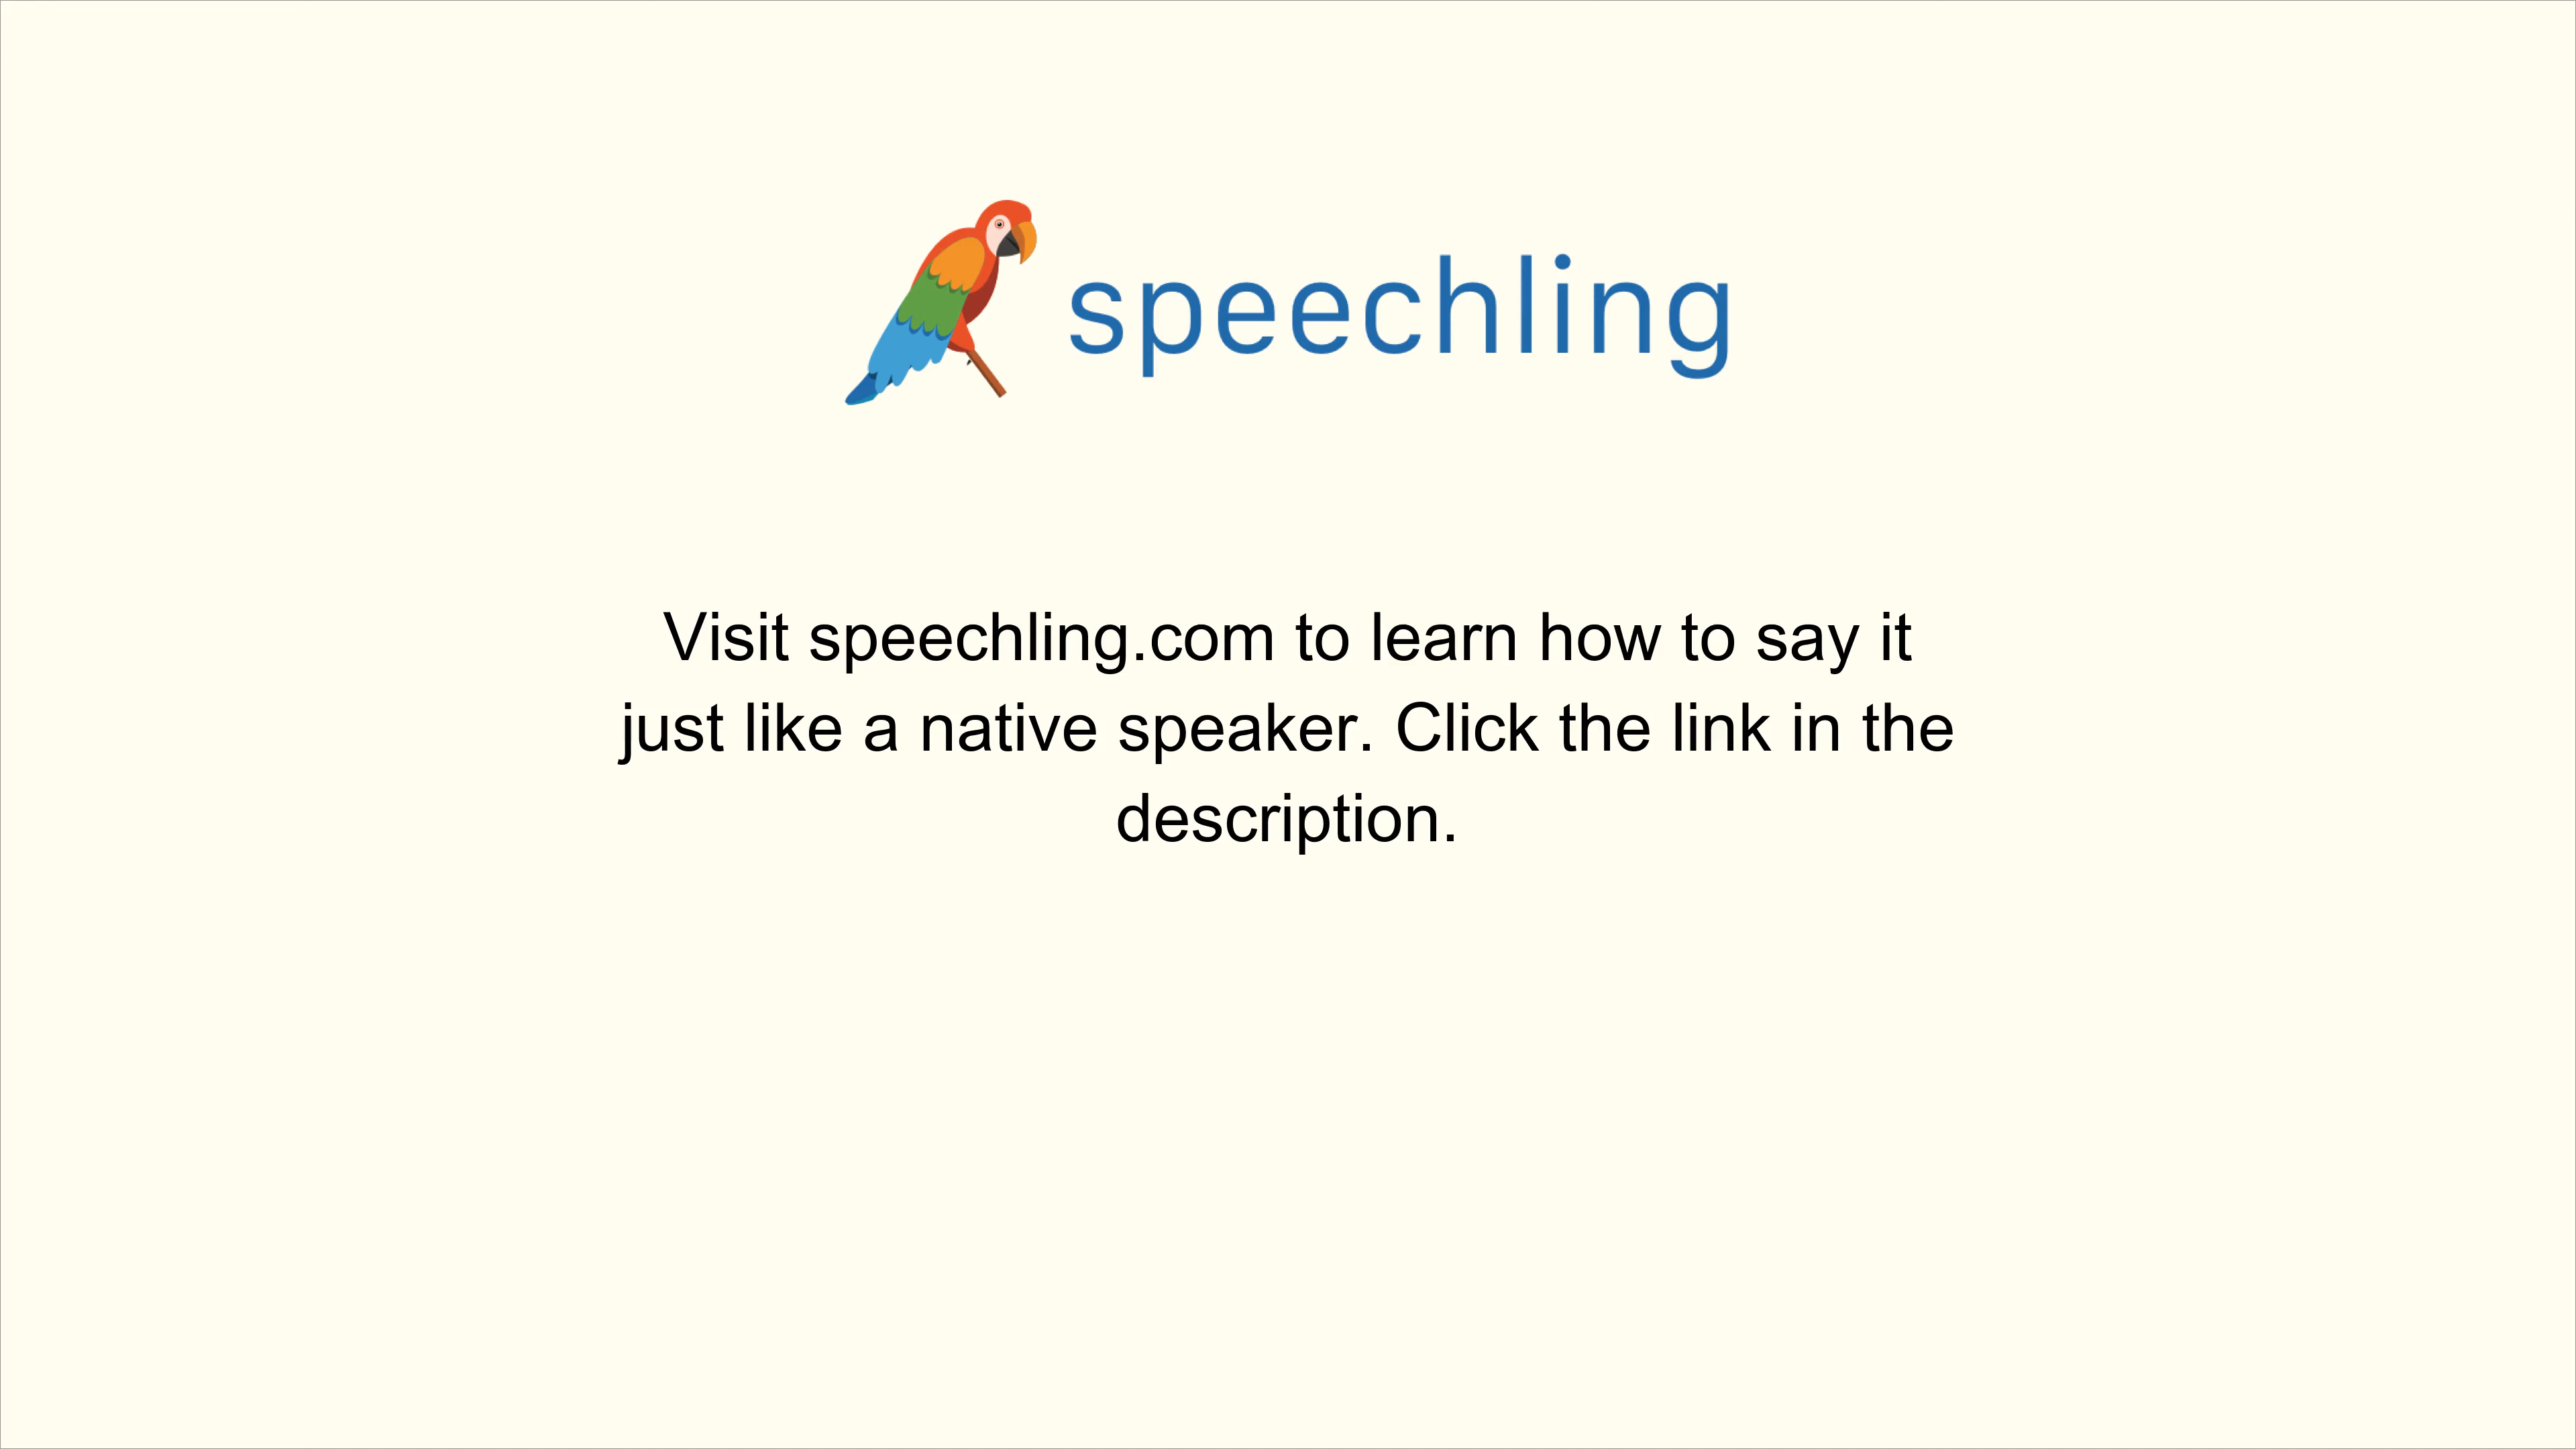 speechling
Visit speechling.com to learn how to say it
just like a native speaker. Click the link in the
description.